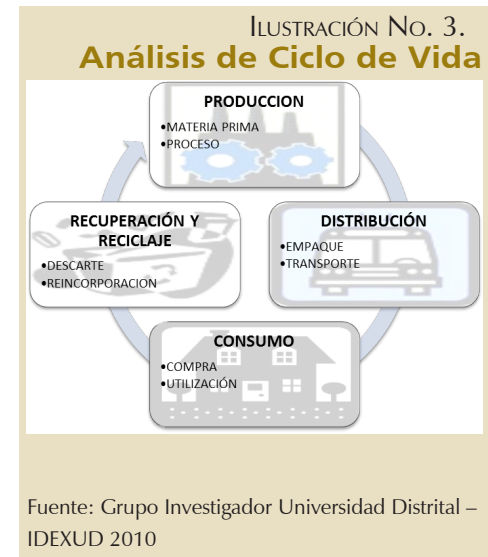 Ilustración No. 3.
Análisis de Ciclo de Vida
PRODUCCION
•MATERIA PRIMA
•PROCESO
DISTRIBUCIÓN
•EMPAQUE
•TRANSPORTE
CONSUMO
•COMPRA
•UTILIZACIÓN
RECUPERACIÓN Y
RECICLAJE
•DESCARTE
•REINCORPORACION
Fuente: Grupo Investigador Universidad Distrital –
IDEXUD 2010